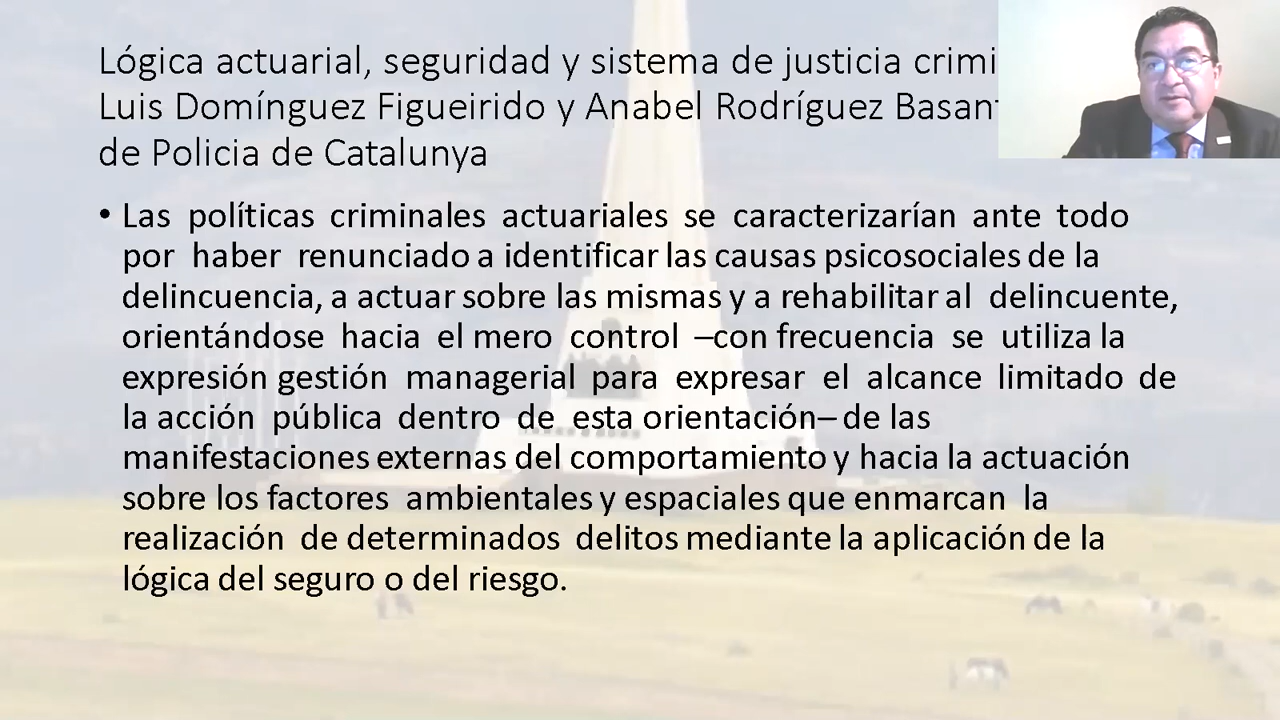 Lógica actuarial, seguridad y sistema de justicia
Luis Domínguez Figueirido y Anabel Rodríguez
de Policia de Catalunya
• Las políticas criminales actuariales se caracterizarían ante todo
por haber renunciado a identificar las causas psicosociales de la
delincuencia, a actuar sobre las mismas y a rehabilitar al delincuente,
orientándose hacia el mero control –con frecuencia se utiliza la
expresión gestión managerial para expresar el alcance limitado de
la acción pública dentro de esta orientación– de las
manifestaciones externas del comportamiento y hacia la actuación
sobre los factores ambientales y espaciales que enmarcan la
realización de determinados delitos mediante la aplicación de la
lógica del seguro o del riesgo.